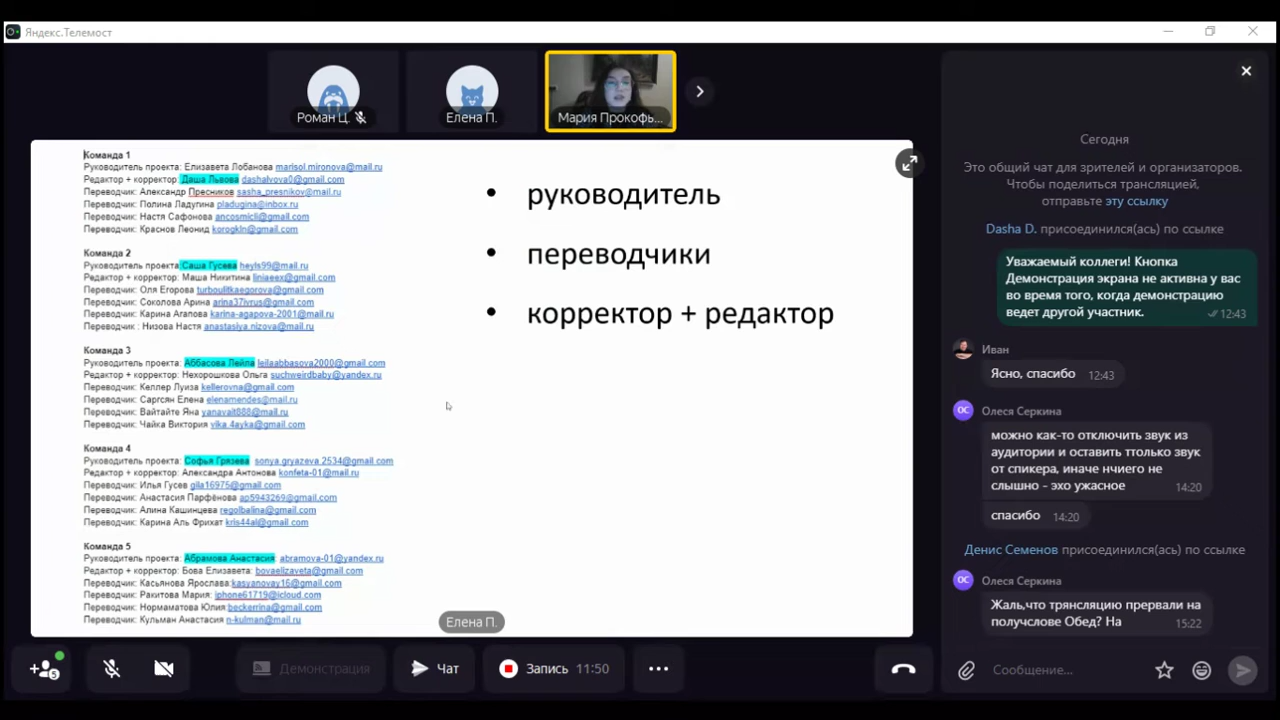 Яндекс.Телемост
Роман Ц.
Елена П.
Мария Прокофь...
Команда 1
Руководитель проекта: Елизавета Лобанова marisol.mironova@mail.ru
Редактор + корректор Даша Львова dashalvova0@gmail.com
Переводчик: Александр Пресников sasha_presnikov@mail.ru
Переводчик: Полина Ладугина pladugina@inbox.ru
Переводчик: Настя Сафонова ancosmicli@gmail.com
Переводчик: Краснов Леонид korogkln@gmail.com
Команда 2
Руководитель проекта: Саша Гусева heyls99@mail.ru
Редактор + корректор: Маша Никитина liniaeex@gmail.com
Переводчик: Оля Егорова turboulitkaegorova@gmail.com
Переводчик: Соколова Арина arina37ivrus@gmail.com
Переводчик: Карина Агапова karina-agapova-2001@mail.ru
Переводчик : Низова Настя anastasiya.nizova@mail.ru
Команда 3
Руководитель проекта: Аббасова Лейла leilaabbasova2000@gmail.com
Редактор + корректор: Нехорошкова Ольга suchweirdbaby@yandex.ru
Переводчик: Келлер Луиза kellerovna@gmail.com
Переводчик: Саргсян Елена elenamendes@mail.ru
Переводчик: Вайтайте Яна yanavait888@mail.ru
Переводчик: Чайка Виктория vika.4ayka@gmail.com
Команда 4
Руководитель проекта: Софья Грязева sonya.gryazeva.2534@gmail.com
Редактор + корректор: Александра Антонова konfeta-01@mail.ru
Переводчик: Илья Гусев gila16975@gmail.com
Переводчик: Анастасия Парфёнова ap5943269@gmail.com
Переводчик: Алина Кашинцева regolbalina@gmail.com
Переводчик: Карина Аль Фрихат kris44al@gmail.com
Команда 5
Руководитель проекта: Абрамова Анастасия abramova-01@yandex.ru
Редактор + корректор: Бова Елизавета: bovaelizaveta@gmail.com
Переводчик: Касьянова Ярослава:kasyanovay16@gmail.com
Переводчик: Ракитова Мария: iphone61719@icloud.com
Переводчик: Нормаматова Юлия:beckerrina@gmail.com
Переводчик: Кульман Анастасия n-kulman@mail.ru
• руководитель
• переводчики
• корректор + редактор
Елена П.
5
Демонстрация
Чат
Запись 11:50
Сегодня
Это общий чат для зрителей и организаторов.
Чтобы поделиться трансляцией,
отправьте эту ссылку
Dasha D. присоединился(ась) по ссылке
Уважаемый коллеги! Кнопка
Демонстрация экрана не активна у вас
во время того, когда демонстрацию
ведет другой участник.
12:43
Иван
Ясно, спасибо 12:43
ОС
Олеся Серкина
можно как-то отключить звук из
аудитории и оставить ттолько звук
от спикера, иначе нчиего не
слышно - эхо ужасное 14:20
спасибо 14:20
Денис Семенов присоединился(ась) по ссылке
ОС
Олеся Серкина
Жаль,что трянсляцию прервали на
получслове Обед? На 15:22
Сообщение...